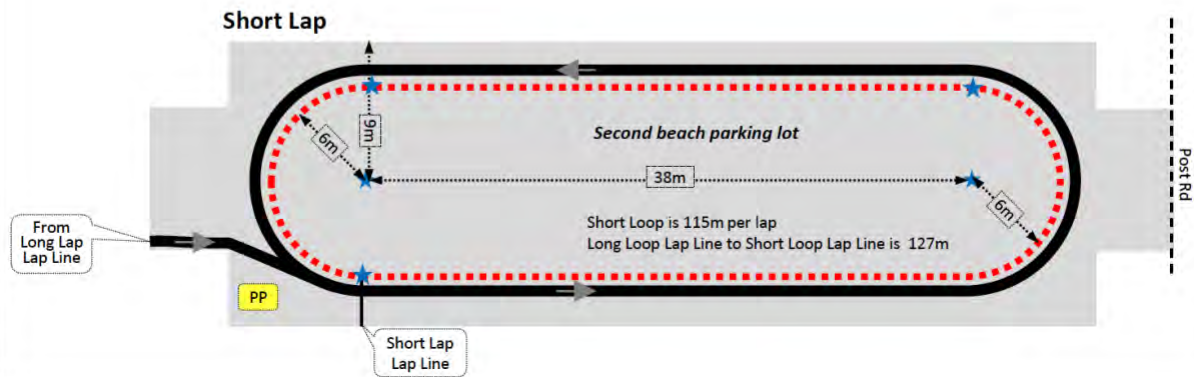 Short Lap
9m
6m
Second beach parking lot
38m
6m
Post Rd
Short Loop is 115m per lap
Long Loop Lap Line to Short Loop Lap Line is 127m
From
Long Lap
Lap Line
PP
Short Lap
Lap Line